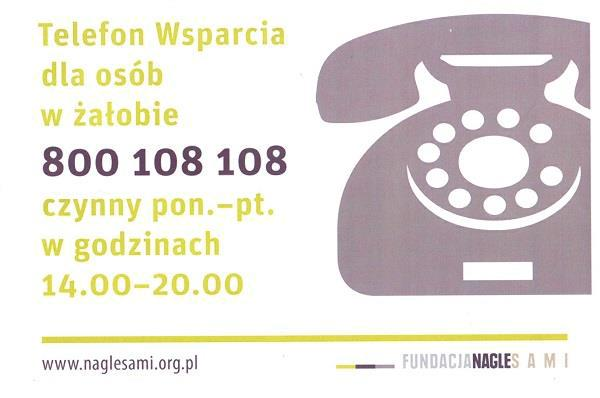 Telefon Wsparcia
dla osób
w żałobie
800 108 108
czynny pon.–pt.
w godzinach
14.00–20.00
www.naglesami.org.pl
FUNDACJANAGLESAMI